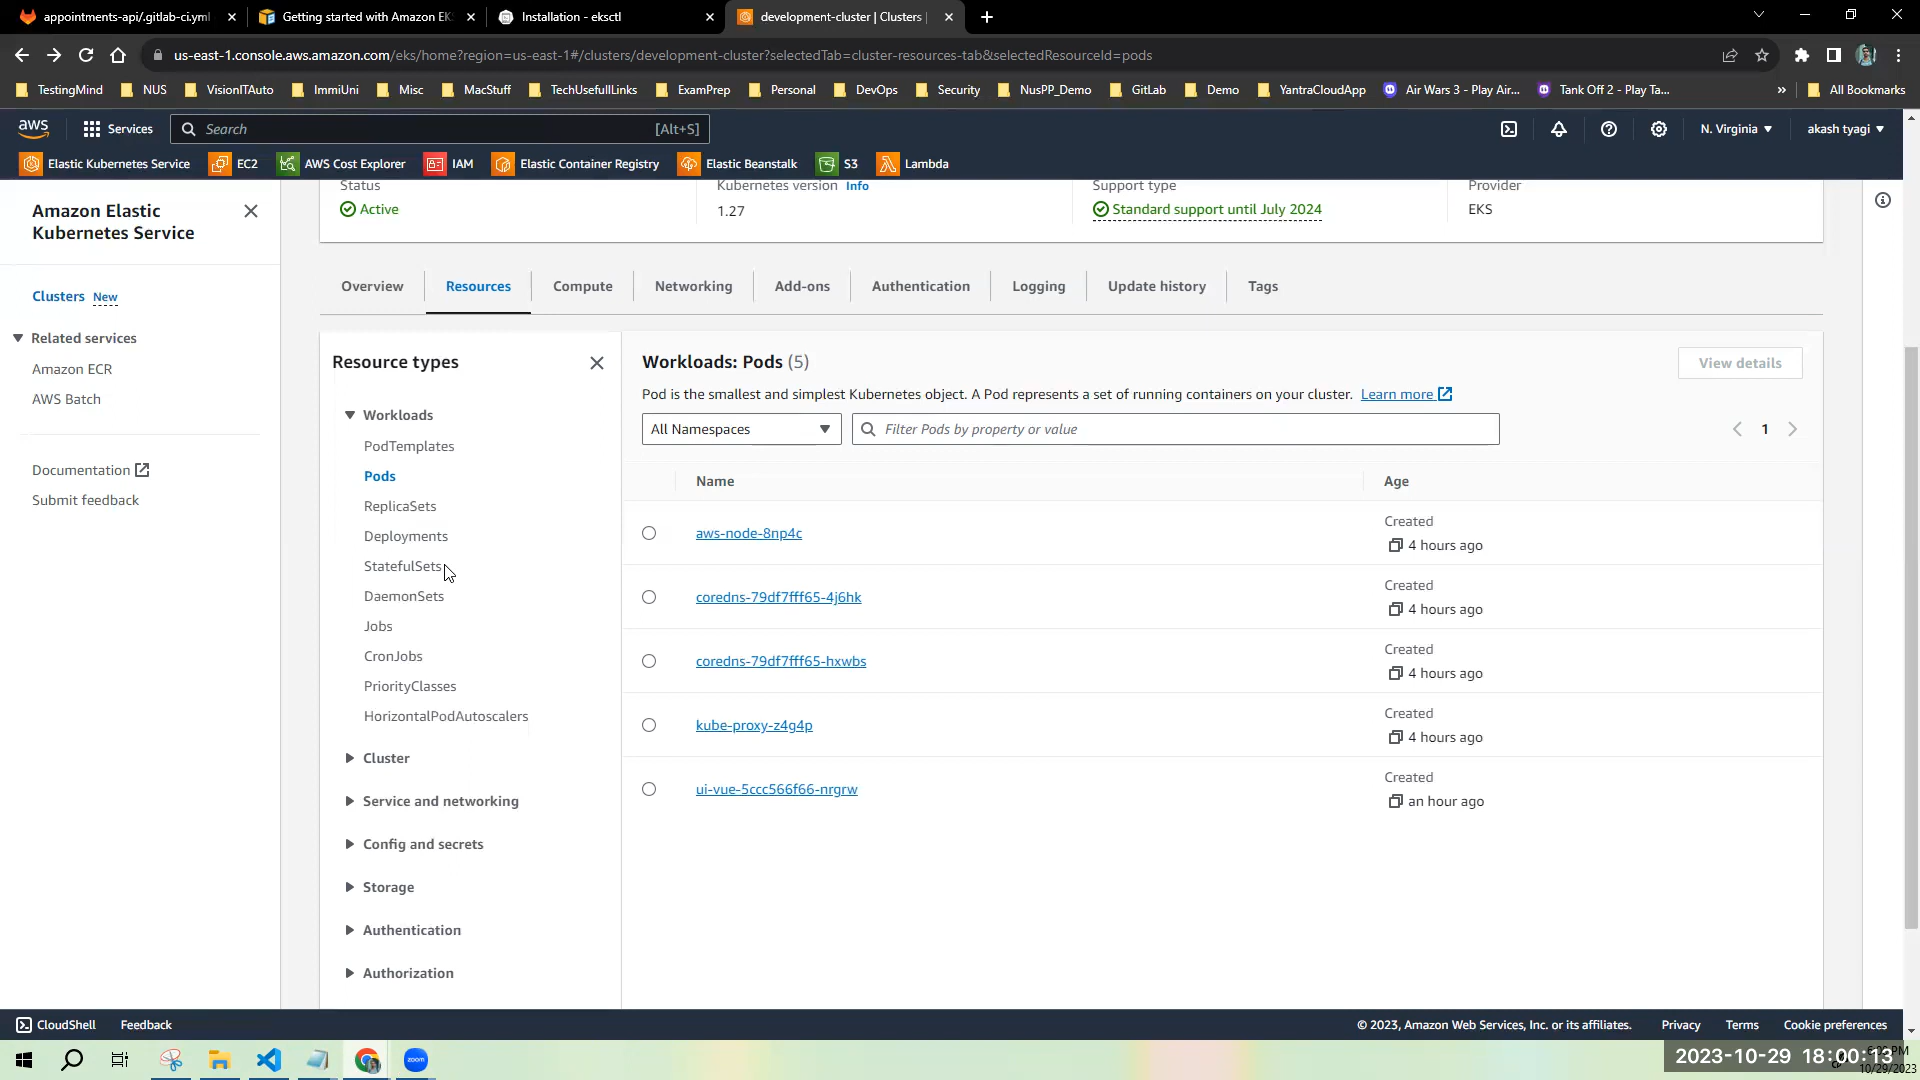 appointments-api/.gitlab-ci.yml
Getting started with Amazon EK
Installation - eksctl
development-cluster | Clusters |
us-east-1.console.aws.amazon.com/eks/home?region=us-east-1#/clusters/development-cluster?selectedTab=cluster-resources-tab&selectedResourceId=pods
TestingMind NUS VisionITAuto ImmiUni Misc MacStuff TechUsefullLinks ExamPrep Personal DevOps Security NusPP_Demo GitLab Demo YantraCloudApp Air Wars 3 - Play Air... Tank Off 2 - Play Ta... » All Bookmarks
aws Services Search [Alt+S] N. Virginia akash tyagi
Elastic Kubernetes Service EC2 AWS Cost Explorer IAM Elastic Container Registry Elastic Beanstalk S3 Lambda
Amazon Elastic
Kubernetes Service
Clusters New
Related services
Amazon ECR
AWS Batch
Documentation
Submit feedback
Status Kubernetes version Info Support type Provider
Active 1.27 Standard support until July 2024 EKS
Overview Resources Compute Networking Add-ons Authentication Logging Update history Tags
Resource types
Workloads
PodTemplates
Pods
ReplicaSets
Deployments
StatefulSets
DaemonSets
Jobs
CronJobs
PriorityClasses
HorizontalPodAutoscalers
Cluster
Service and networking
Config and secrets
Storage
Authentication
Authorization
Workloads: Pods (5) View details
Pod is the smallest and simplest Kubernetes object. A Pod represents a set of running containers on your cluster. Learn more
All Namespaces Filter Pods by property or value 1
Name Age
aws-node-8np4c Created
4 hours ago
coredns-79df7fff65-4j6hk Created
4 hours ago
coredns-79df7fff65-hxwbs Created
4 hours ago
kube-proxy-z4g4p Created
4 hours ago
ui-vue-5ccc566f66-nrgrw Created
an hour ago
CloudShell Feedback © 2023, Amazon Web Services, Inc. or its affiliates. Privacy Terms Cookie preferences
zoom
2023-10-29 18:00:13
10/29/2023